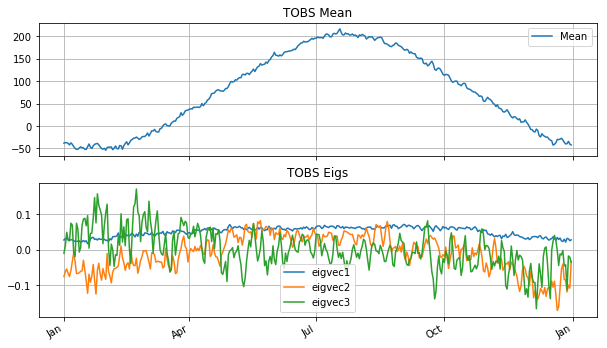 TOBS Mean
200
150
100
50
0
−50
Mean
TOBS Eigs
0.1
0.0
−0.1
eigvec1
eigvec2
eigvec3
Jan
Apr
Jul
Oct
Jan